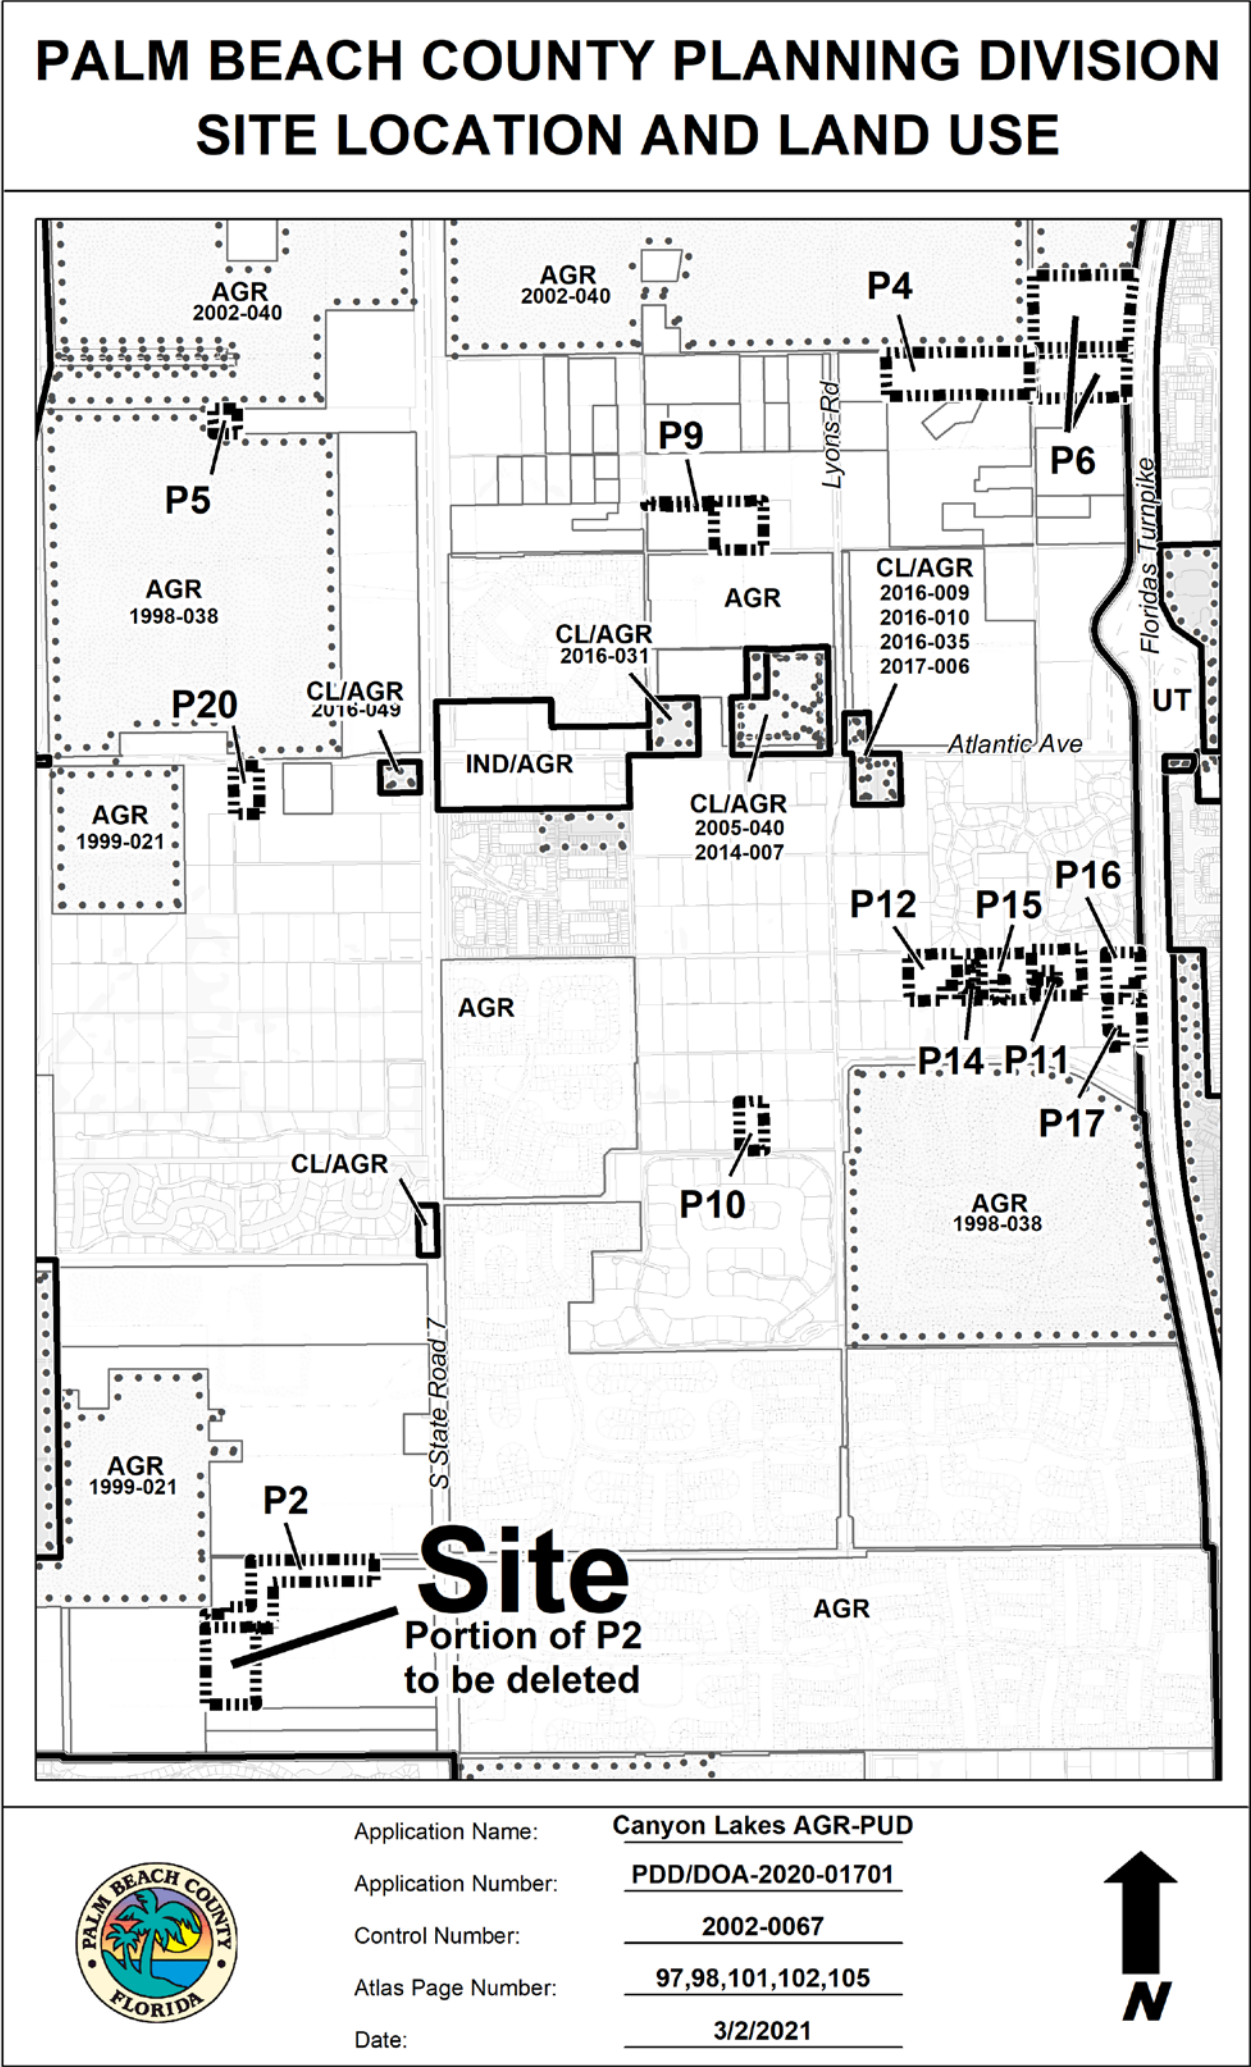 PALM BEACH COUNTY PLANNING DIVISION
SITE LOCATION AND LAND USE
AGR
2002-040
AGR
2002-040
P4
P6
P5
P9
Lyons Rd
Floridas Turnpike
AGR
1998-038
AGR
CL/AGR
2016-009
2016-010
2016-035
2017-006
CL/AGR
2016-031
P20
CL/AGR
2016-049
UT
IND/AGR
Atlantic Ave
AGR
1999-021
CL/AGR
2005-040
2014-007
P12
P15
P16
AGR
P14
P11
P17
CL/AGR
P10
AGR
1998-038
S State Road 7
AGR
1999-021
P2
Site
Portion of P2
to be deleted
AGR
PALM BEACH COUNTY
FLORIDA
Application Name: Canyon Lakes AGR-PUD
Application Number: PDD/DOA-2020-01701
Control Number: 2002-0067
Atlas Page Number: 97,98,101,102,105
Date: 3/2/2021
N